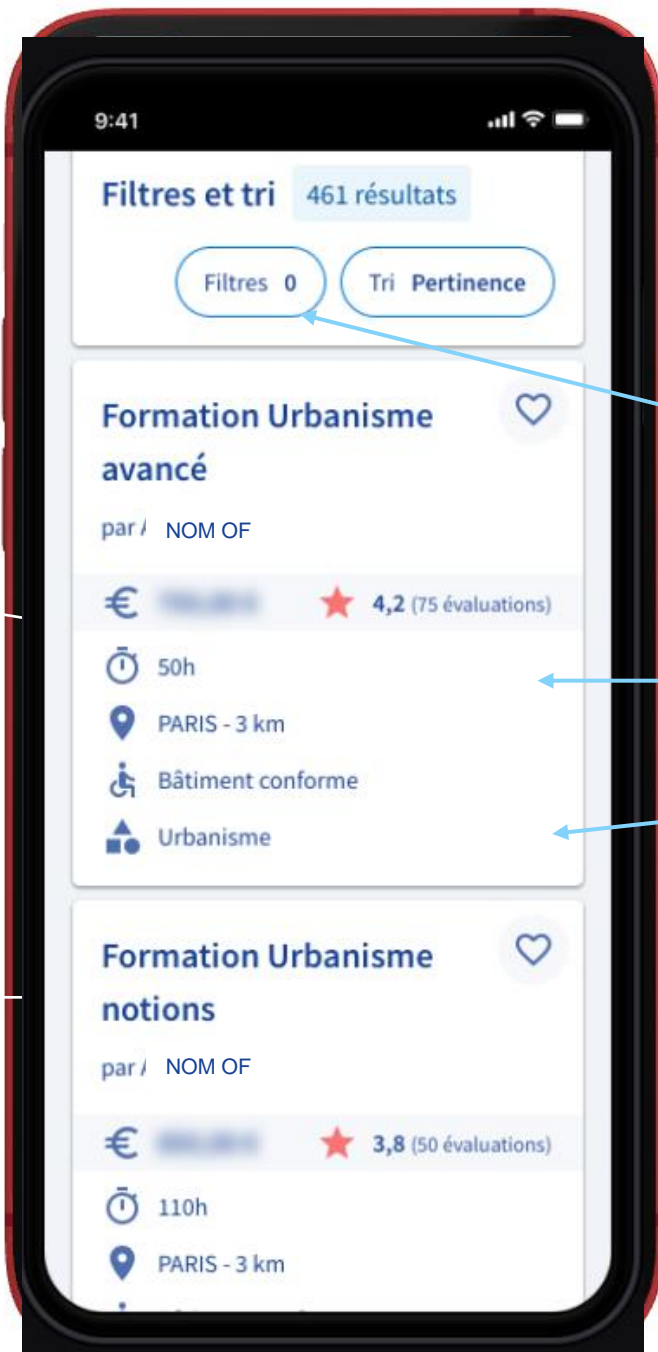 9:41
Filtres et tri 461 résultats
Filtres 0 Tri Pertinence
Formation Urbanisme
avancé
par NOM OF
€ 4,2 (75 évaluations)
50h
PARIS - 3 km
Bâtiment conforme
Urbanisme
Formation Urbanisme
notions
par NOM OF
€ 3,8 (50 évaluations)
110h
PARIS - 3 km